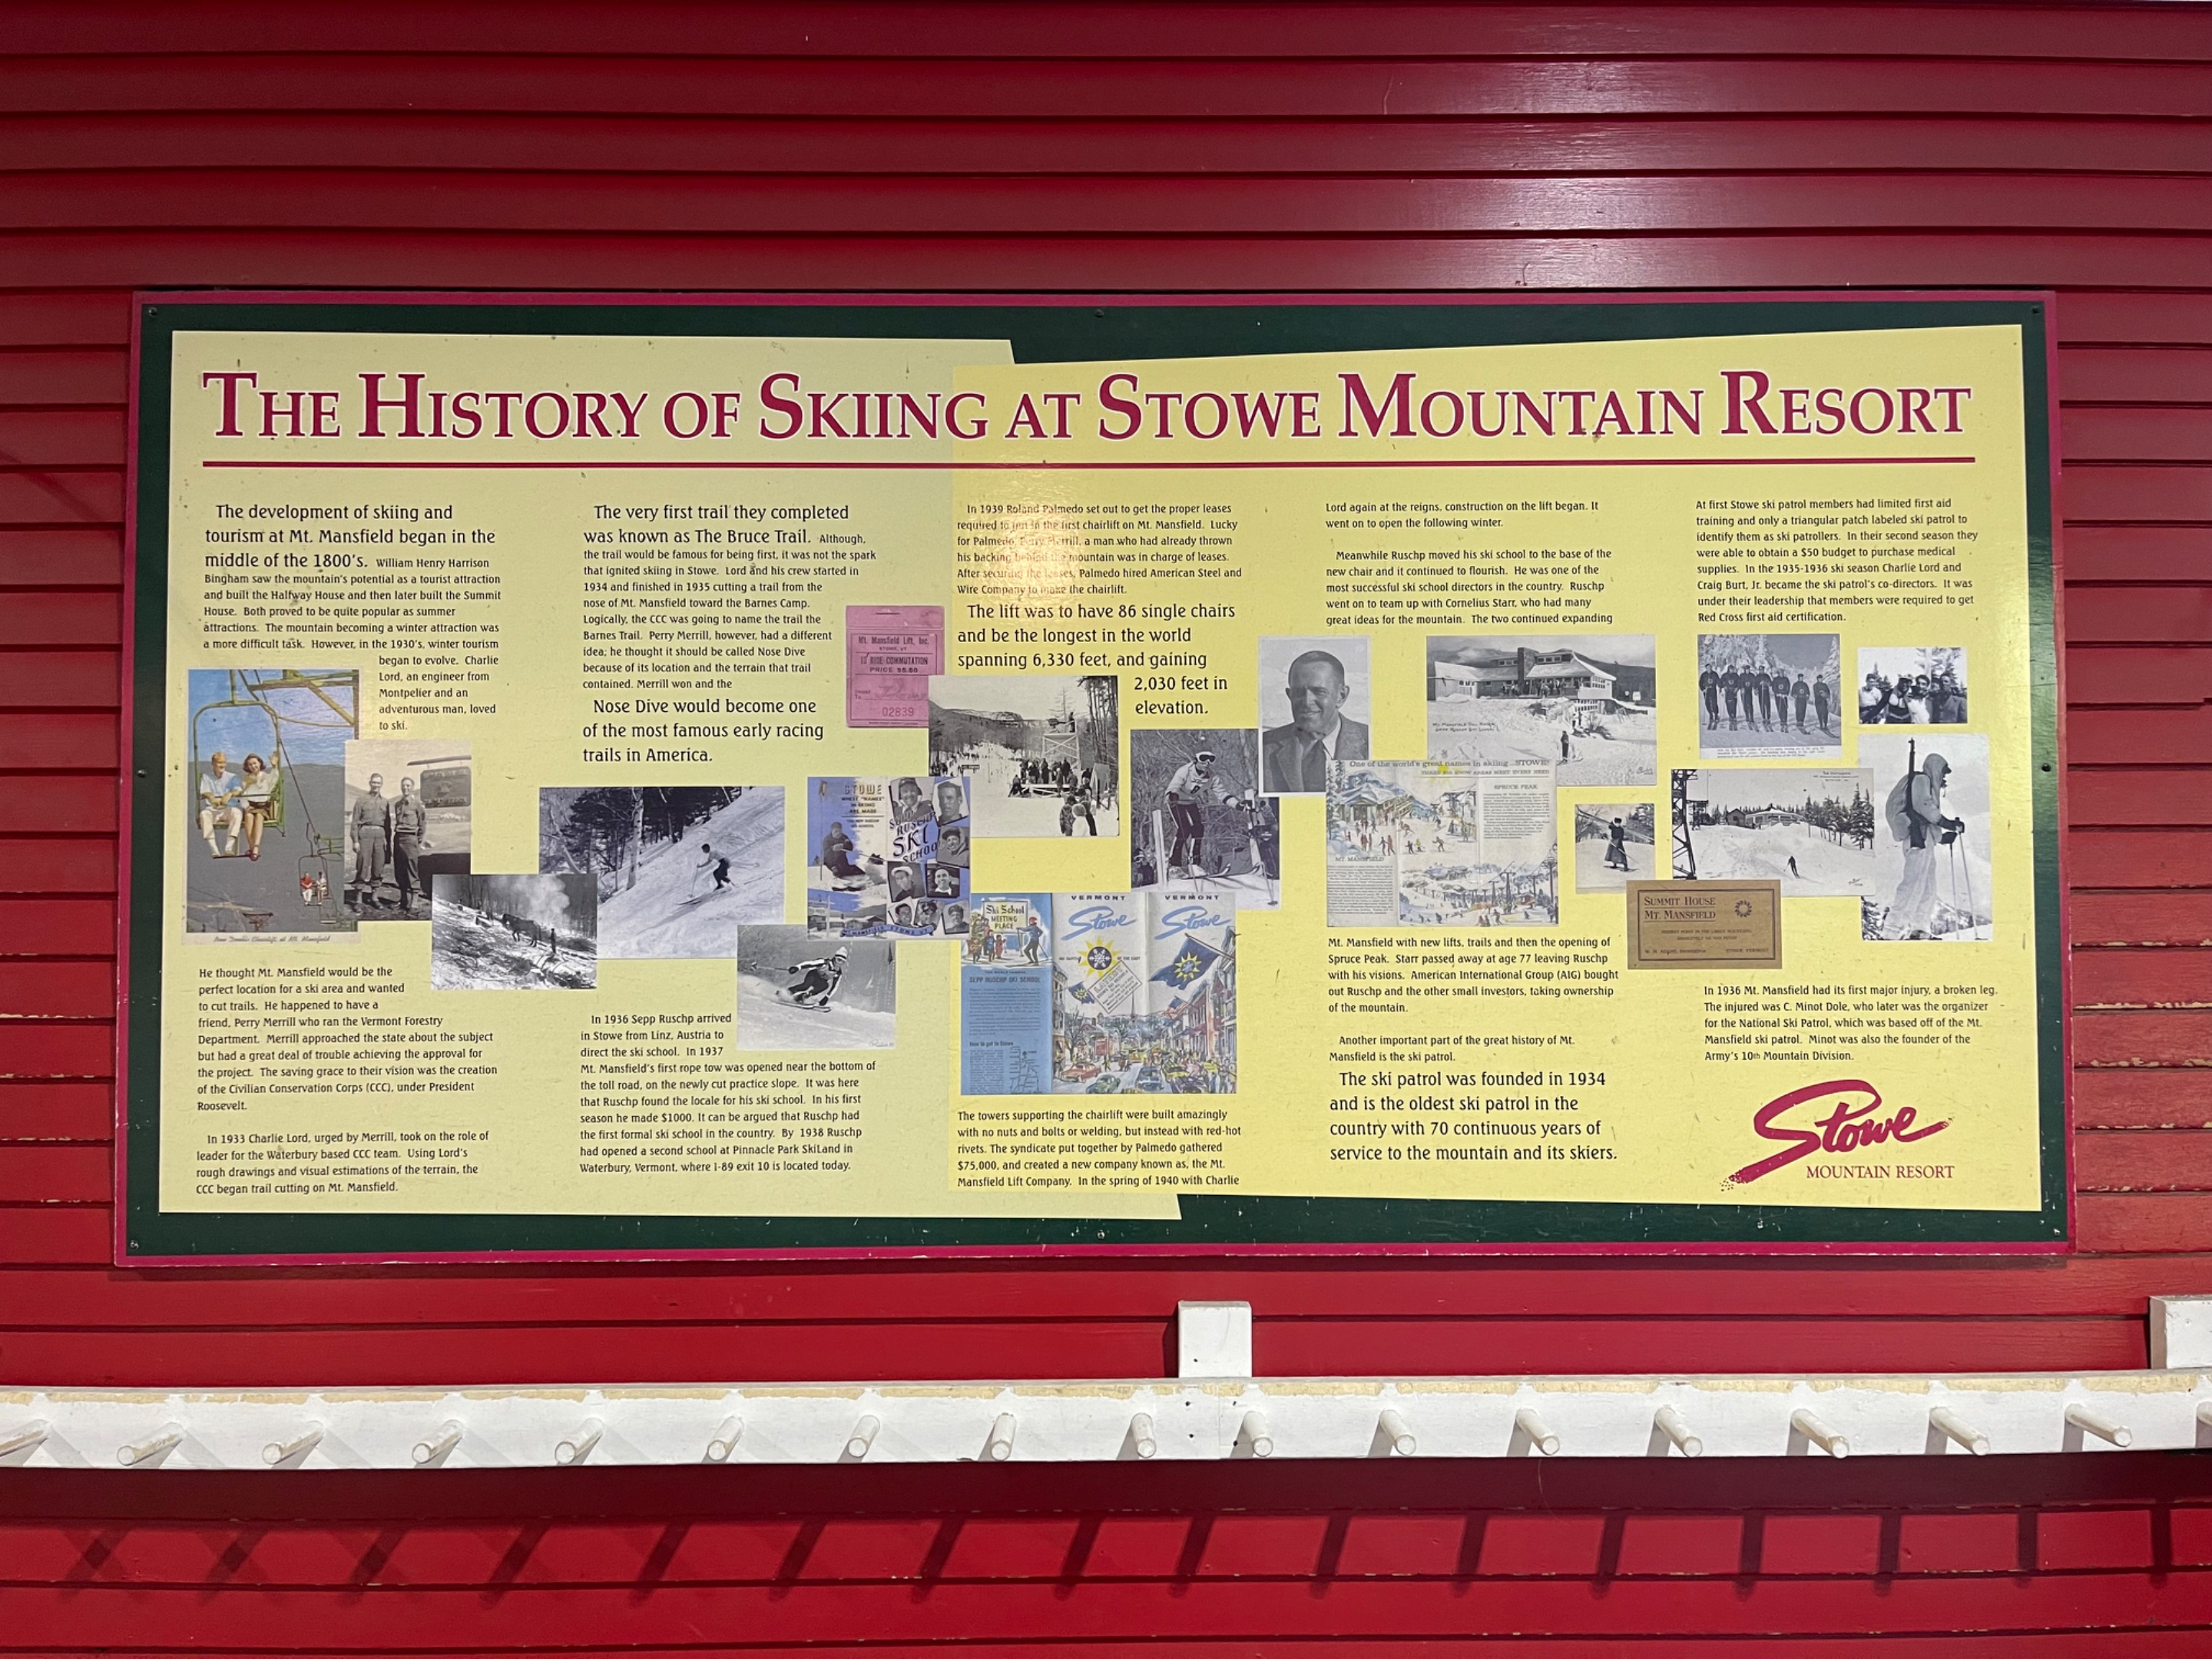 THE HISTORY OF SKIING AT STOWE MOUNTAIN RESORT
The development of skiing and
tourism at Mt. Mansfield began in the
middle of the 1800's. William Henry Harrison
Bingham saw the mountain's potential as a tourist attraction
and built the Halfway House and then later built the Summit
House. Both proved to be quite popular as summer
attractions. The mountain becoming a winter attraction was
a more difficult task. However, in the 1930's, winter tourism
began to evolve. Charlie
Lord, an engineer from
Montpelier and an
adventurous man, loved
to ski.
He thought Mt. Mansfield would be the
perfect location for a ski area and wanted
to cut trails. He happened to have a
friend, Perry Merrill who ran the Vermont Forestry
Department. Merrill approached the state about the subject
but had a great deal of trouble achieving the approval for
the project. The saving grace to their vision was the creation
of the Civilian Conservation Corps (CCC), under President
Roosevelt.
In 1933 Charlie Lord, urged by Merrill, took on the role of
leader for the Waterbury based CCC team. Using Lord's
rough drawings and visual estimations of the terrain, the
CCC began trail cutting on Mt. Mansfield.
The very first trail they completed
was known as The Bruce Trail. Although,
the trail would be famous for being first, it was not the spark
that ignited skiing in Stowe. Lord and his crew started in
1934 and finished in 1935 cutting a trail from the
nose of Mt. Mansfield toward the Barnes Camp.
Logically, the CCC was going to name the trail the
Barnes Trail. Perry Merrill, however, had a different
idea; he thought it should be called Nose Dive
because of its location and the terrain that trail
contained. Merrill won and the
Nose Dive would become one
of the most famous early racing
trails in America.
Mt. Mansfield Lift, Inc.
STOWE, VT
RIDE-COMMUTATION
PRICE $5.50
02839
STOWE
SEPP RUSCHP SKI SCHOOL
In 1936 Sepp Ruschp arrived
in Stowe from Linz, Austria to
direct the ski school. In 1937
Mt. Mansfield's first rope tow was opened near the bottom of
the toll road, on the newly cut practice slope. It was here
that Ruschp found the locale for his ski school. In his first
season he made $1000. It can be argued that Ruschp had
the first formal ski school in the country. By 1938 Ruschp
had opened a second school at Pinnacle Park SkiLand in
Waterbury, Vermont, where I-89 exit 10 is located today.
In 1939 Roland Palmedo set out to get the proper leases
required to put in the first chairlift on Mt. Mansfield. Lucky
for Palmedo, Perry Merrill, a man who had already thrown
his backing behind the mountain was in charge of leases.
After securing the leases, Palmedo hired American Steel and
Wire Company to make the chairlift.
The lift was to have 86 single chairs
and be the longest in the world
spanning 6,330 feet, and gaining
2,030 feet in
elevation.
Ski School
MEETING
PLACE
SEPP RUSCHP SKI SCHOOL
How to get to Stowe
VERMONT
Stowe
VERMONT
Stowe
The towers supporting the chairlift were built amazingly
with no nuts and bolts or welding, but instead with red-hot
rivets. The syndicate put together by Palmedo gathered
$75,000, and created a new company known as, the Mt.
Mansfield Lift Company. In the spring of 1940 with Charlie
Lord again at the reigns, construction on the lift began. It
went on to open the following winter.
Meanwhile Ruschp moved his ski school to the base of the
new chair and it continued to flourish. He was one of the
most successful ski school directors in the country. Ruschp
went on to team up with Cornelius Starr, who had many
great ideas for the mountain. The two continued expanding
One of the world's great names in skiing ...STOWE!
SPRUCE PEAK
MT. MANSFIELD
Mt. Mansfield with new lifts, trails and then the opening of
Spruce Peak. Starr passed away at age 77 leaving Ruschp
with his visions. American International Group (AIG) bought
out Ruschp and the other small investors, taking ownership
of the mountain.
Another important part of the great history of Mt.
Mansfield is the ski patrol.
The ski patrol was founded in 1934
and is the oldest ski patrol in the
country with 70 continuous years of
service to the mountain and its skiers.
At first Stowe ski patrol members had limited first aid
training and only a triangular patch labeled ski patrol to
identify them as ski patrollers. In their second season they
were able to obtain a $50 budget to purchase medical
supplies. In the 1935-1936 ski season Charlie Lord and
Craig Burt, Jr. became the ski patrol's co-directors. It was
under their leadership that members were required to get
Red Cross first aid certification.
SUMMIT HOUSE
MT. MANSFIELD
In 1936 Mt. Mansfield had its first major injury, a broken leg.
The injured was C. Minot Dole, who later was the organizer
for the National Ski Patrol, which was based off of the Mt.
Mansfield ski patrol. Minot was also the founder of the
Army's 10th Mountain Division.
Stowe
MOUNTAIN RESORT